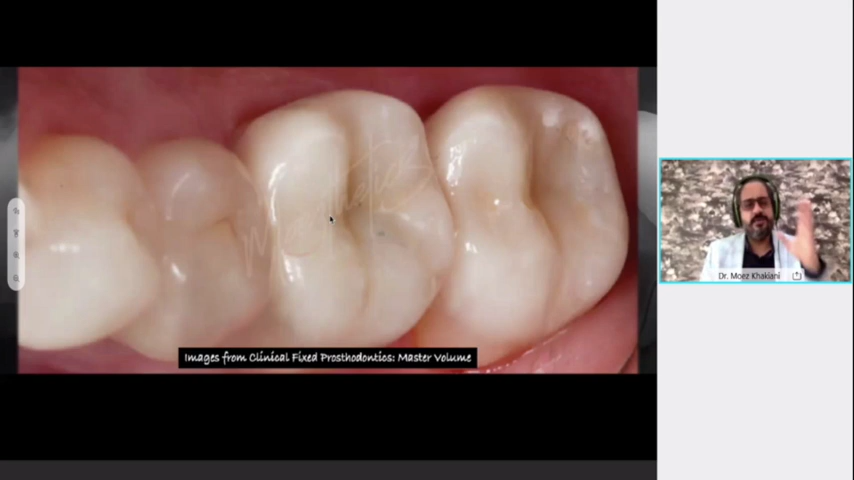 Images from Clinical Fixed Prosthodontics: Master Volume
Dr. Moez Khakiani